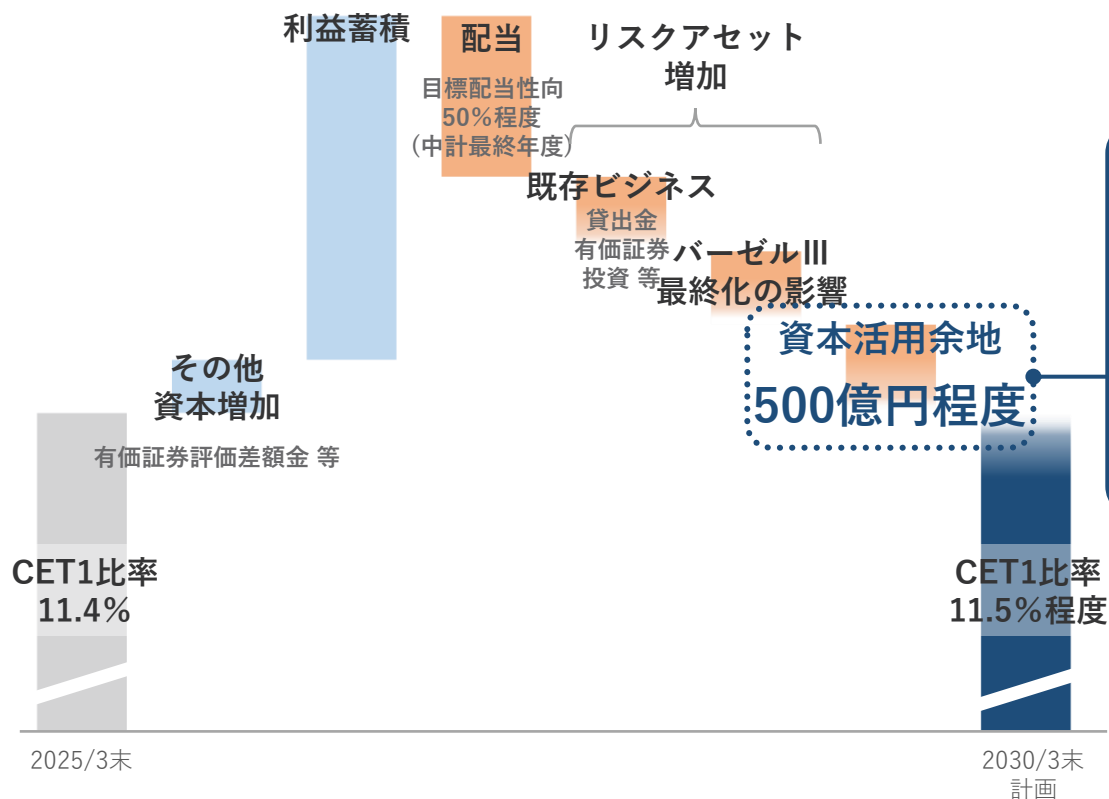 利益蓄積
配当
目標配当性向
50%程度
(中計最終年度)
リスクアセット
増加
既存ビジネス
貸出金
有価証券
投資 等
バーゼルⅢ
最終化の影響
資本活用余地
500億円程度
その他
資本増加
有価証券評価差額金 等
CET1比率
11.4%
CET1比率
11.5%程度
2025/3末
2030/3末
計画